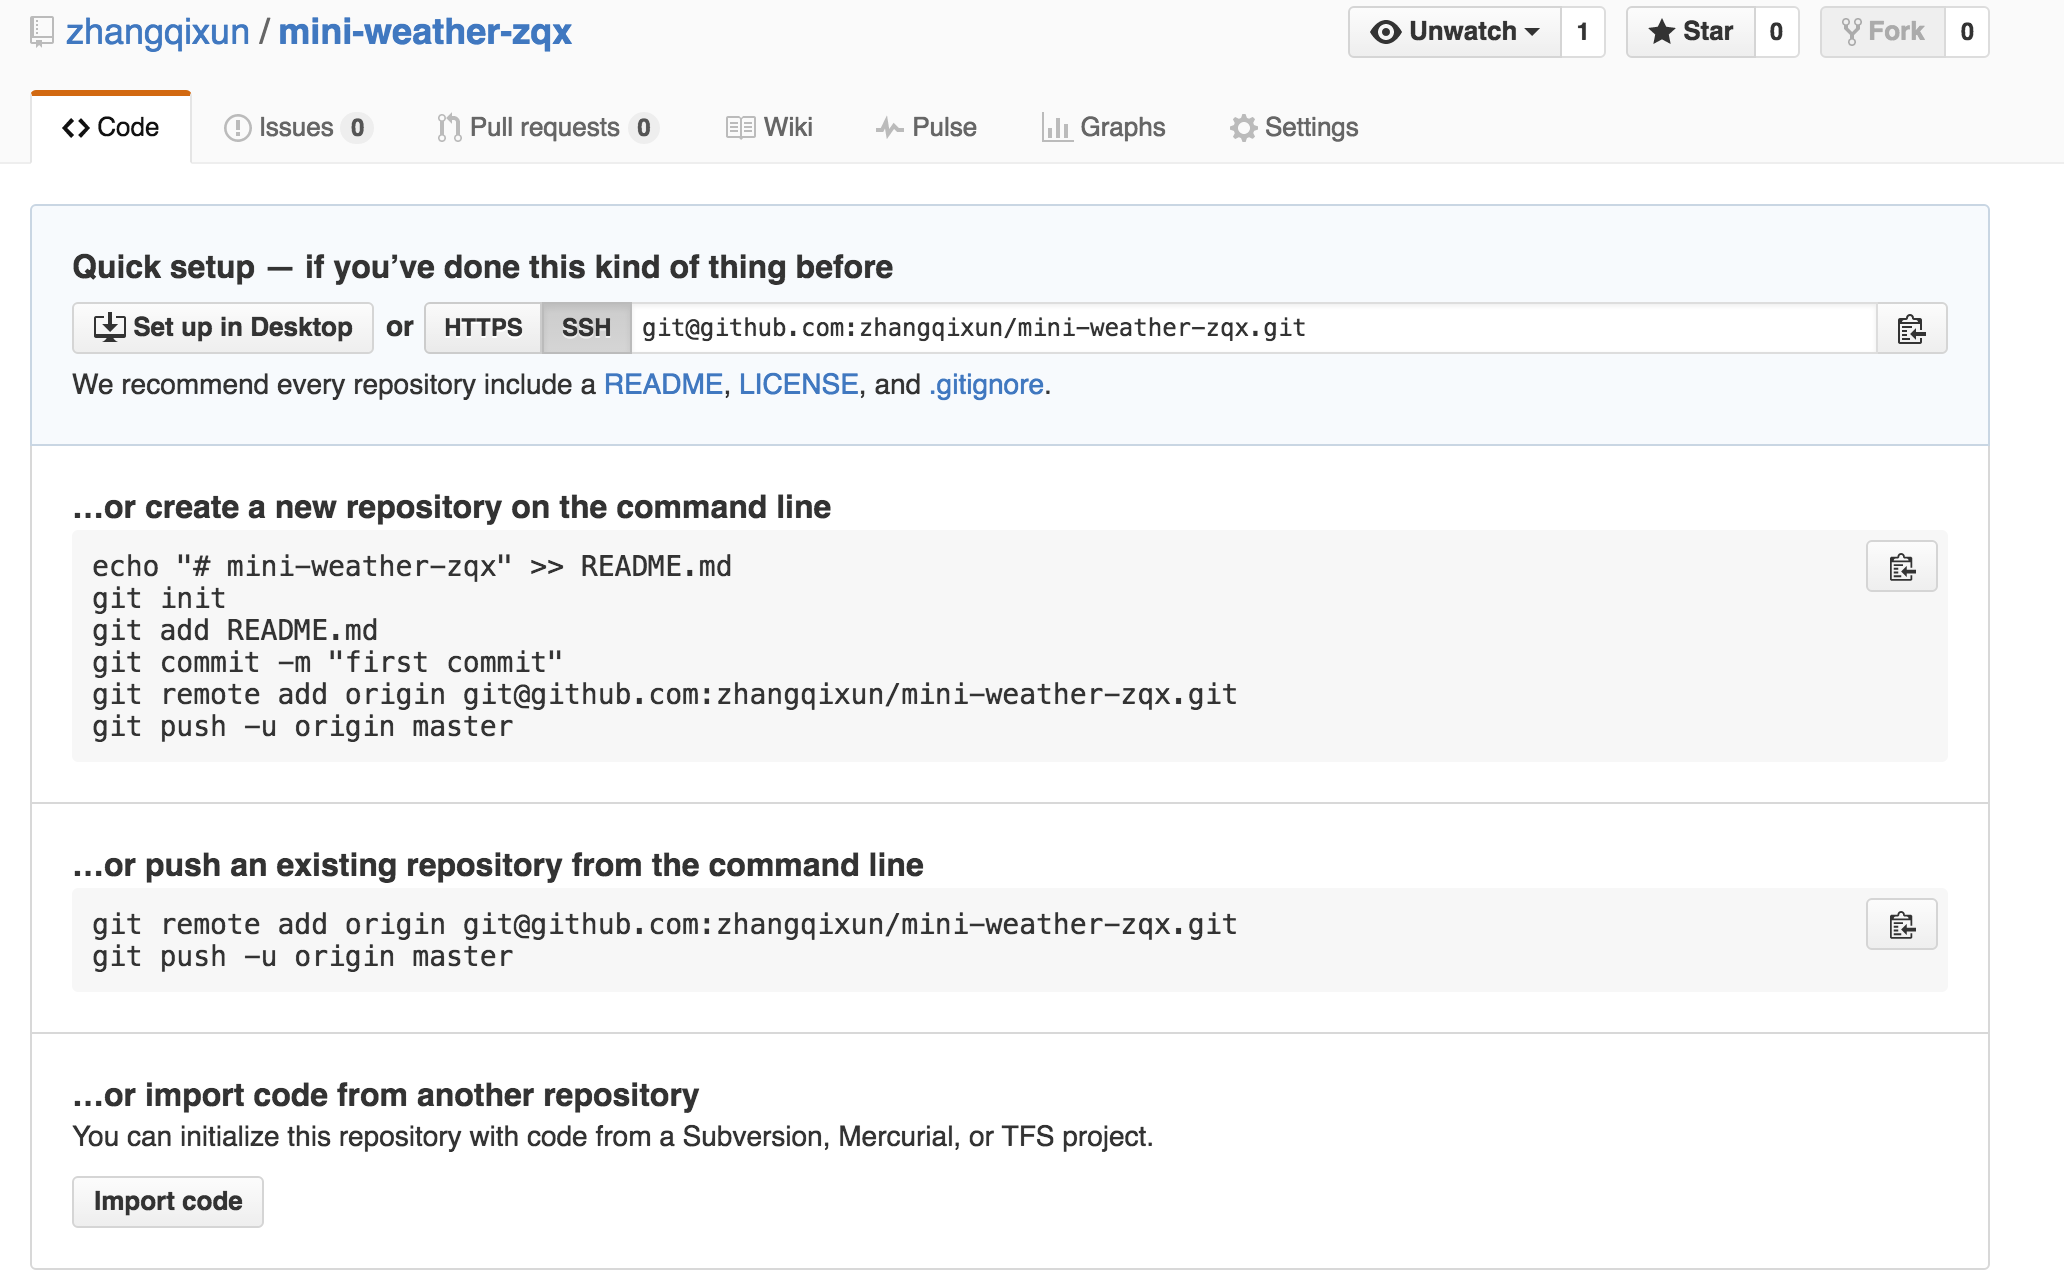 zhangqixun / mini-weather-zqx Unwatch 1 Star 0 Fork 0
Code Issues 0 Pull requests 0 Wiki Pulse Graphs Settings
Quick setup — if you’ve done this kind of thing before
Set up in Desktop or HTTPS SSH git@github.com:zhangqixun/mini-weather-zqx.git
We recommend every repository include a README, LICENSE, and .gitignore.
…or create a new repository on the command line
echo "# mini-weather-zqx" >> README.md
git init
git add README.md
git commit -m "first commit"
git remote add origin git@github.com:zhangqixun/mini-weather-zqx.git
git push -u origin master
…or push an existing repository from the command line
git remote add origin git@github.com:zhangqixun/mini-weather-zqx.git
git push -u origin master
…or import code from another repository
You can initialize this repository with code from a Subversion, Mercurial, or TFS project.
Import code